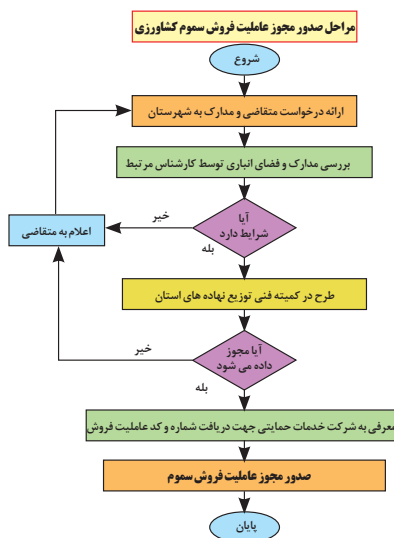 مراحل صدور مجوز عاملیت فروش سموم کشاورزی
شروع
ارائه درخواست متقاضی و مدارک به شهرستان
بررسی مدارک و فضای انباری توسط کارشناس مرتبط
آیا
شرایط دارد
خیر
اعلام به متقاضی
بله
طرح در کمیته فنی توزیع نهاده های استان
آیا مجوز
داده می شود
خیر
بله
معرفی به شرکت خدمات حمایتی جهت دریافت شماره و کد عاملیت فروش
صدور مجوز عاملیت فروش سموم
پایان